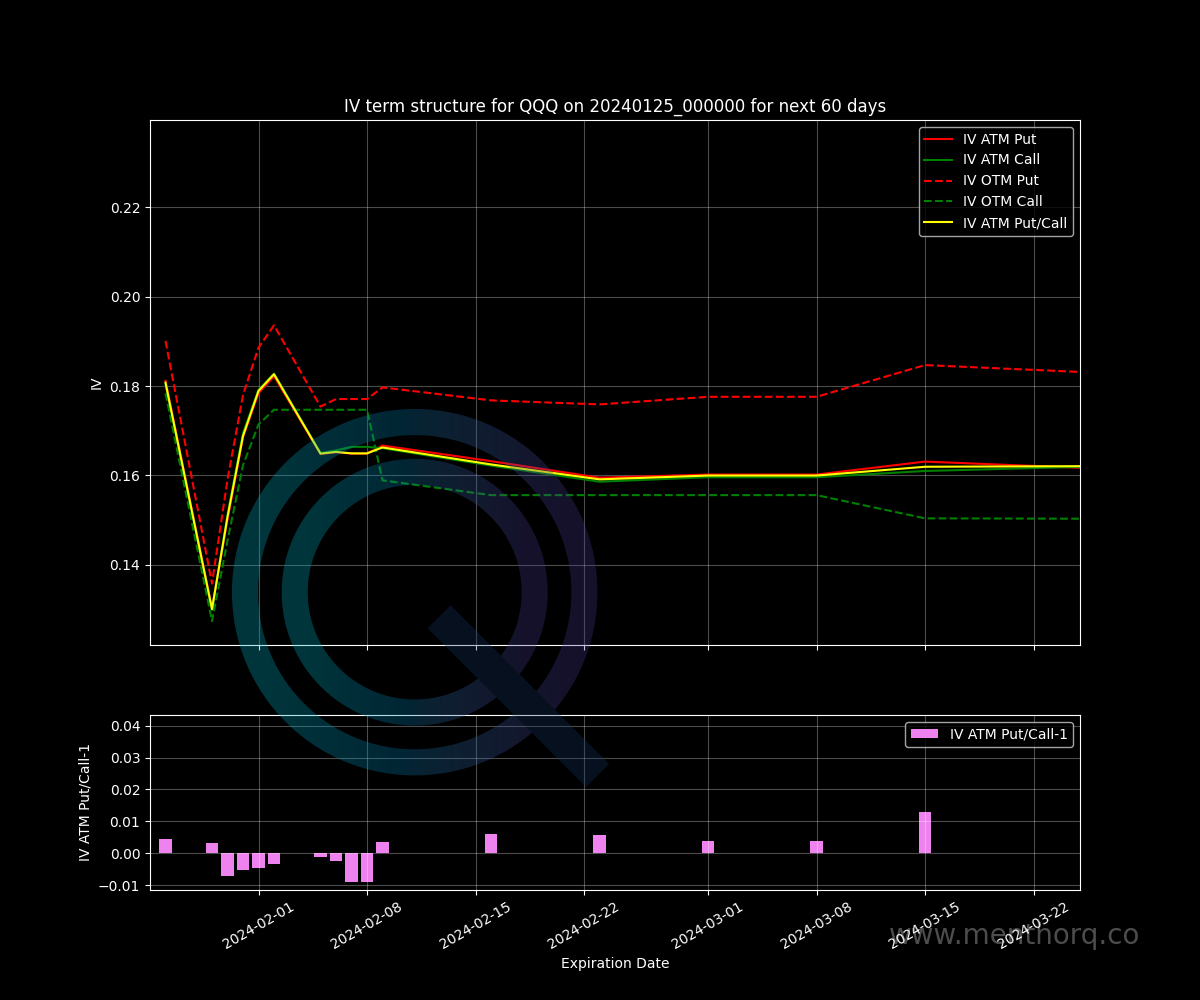 IV term structure for QQQ on 20240125_000000 for next 60 days
IV ATM Put
IV ATM Call
IV OTM Put
IV OTM Call
IV ATM Put/Call
0.22
0.20
0.18
0.16
0.14
IV
0.04
0.03
0.02
0.01
0.00
−0.01
IV ATM Put/Call-1
IV ATM Put/Call-1
2024-02-01
2024-02-08
2024-02-15
2024-02-22
2024-03-01
2024-03-08
2024-03-15
2024-03-22
www.menthorq.co
Expiration Date